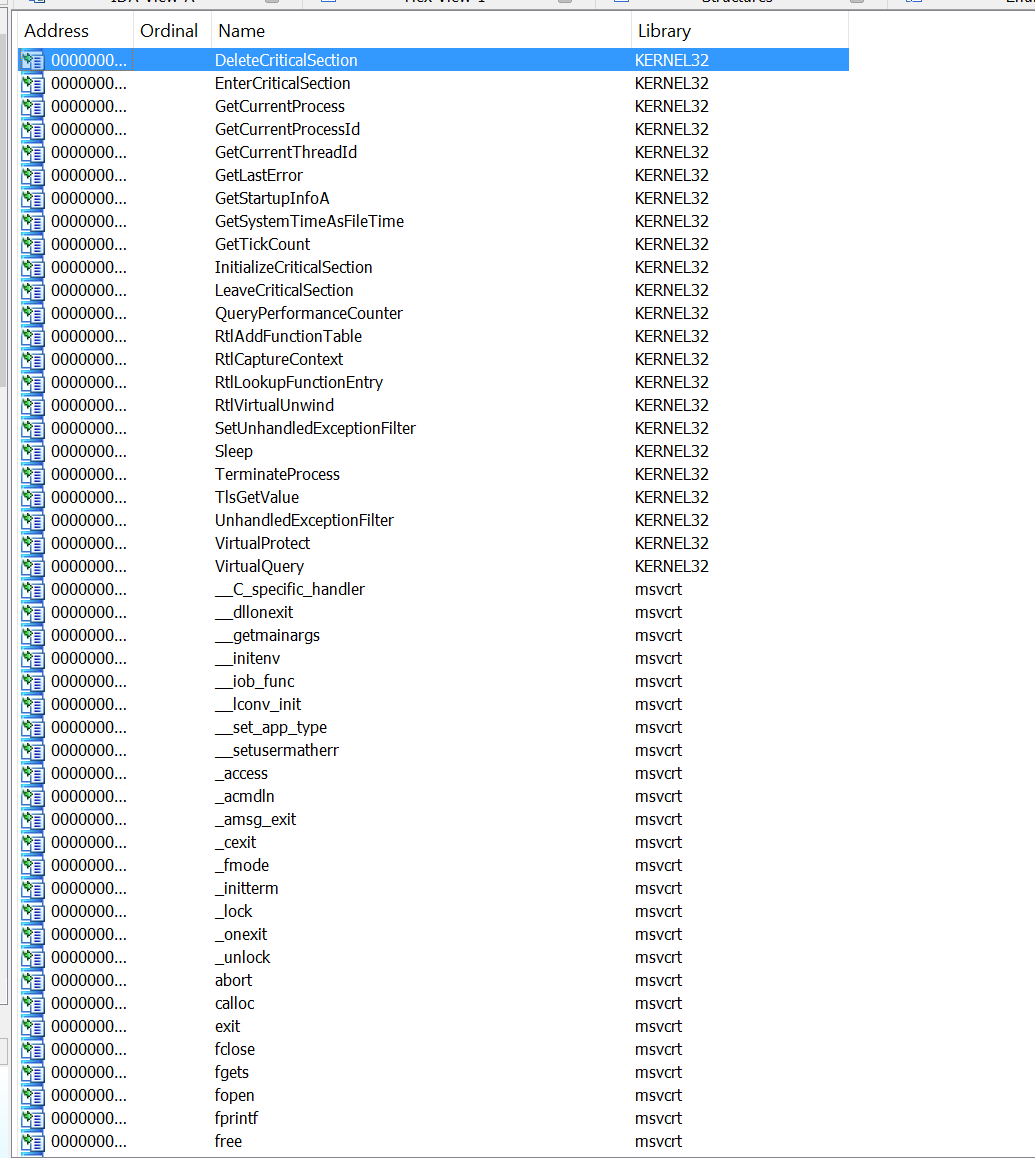 Address Ordinal Name Library
0000000... DeleteCriticalSection KERNEL32
0000000... EnterCriticalSection KERNEL32
0000000... GetCurrentProcess KERNEL32
0000000... GetCurrentProcessId KERNEL32
0000000... GetCurrentThreadId KERNEL32
0000000... GetLastError KERNEL32
0000000... GetStartupInfoA KERNEL32
0000000... GetSystemTimeAsFileTime KERNEL32
0000000... GetTickCount KERNEL32
0000000... InitializeCriticalSection KERNEL32
0000000... LeaveCriticalSection KERNEL32
0000000... QueryPerformanceCounter KERNEL32
0000000... RtlAddFunctionTable KERNEL32
0000000... RtlCaptureContext KERNEL32
0000000... RtlLookupFunctionEntry KERNEL32
0000000... RtlVirtualUnwind KERNEL32
0000000... SetUnhandledExceptionFilter KERNEL32
0000000... Sleep KERNEL32
0000000... TerminateProcess KERNEL32
0000000... TlsGetValue KERNEL32
0000000... UnhandledExceptionFilter KERNEL32
0000000... VirtualProtect KERNEL32
0000000... VirtualQuery KERNEL32
0000000... __C_specific_handler msvcrt
0000000... __dllonexit msvcrt
0000000... __getmainargs msvcrt
0000000... __initenv msvcrt
0000000... __iob_func msvcrt
0000000... __lconv_init msvcrt
0000000... __set_app_type msvcrt
0000000... __setusermatherr msvcrt
0000000... _access msvcrt
0000000... _acmdln msvcrt
0000000... _amsg_exit msvcrt
0000000... _cexit msvcrt
0000000... _fmode msvcrt
0000000... _initterm msvcrt
0000000... _lock msvcrt
0000000... _onexit msvcrt
0000000... _unlock msvcrt
0000000... abort msvcrt
0000000... calloc msvcrt
0000000... exit msvcrt
0000000... fclose msvcrt
0000000... fgets msvcrt
0000000... fopen msvcrt
0000000... fprintf msvcrt
0000000... free msvcrt